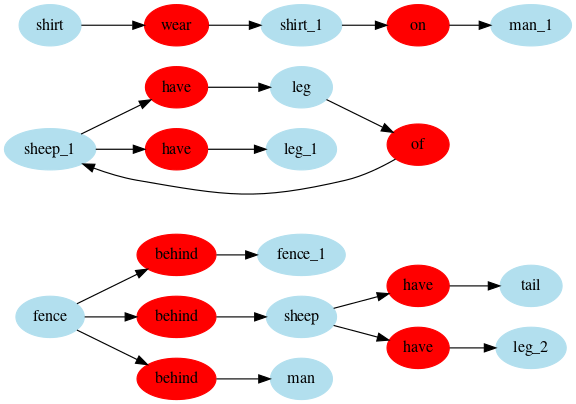 shirt wear shirt_1 on man_1
have leg
sheep_1 have leg_1 of
behind fence_1
have tail
fence behind sheep
have leg_2
behind man